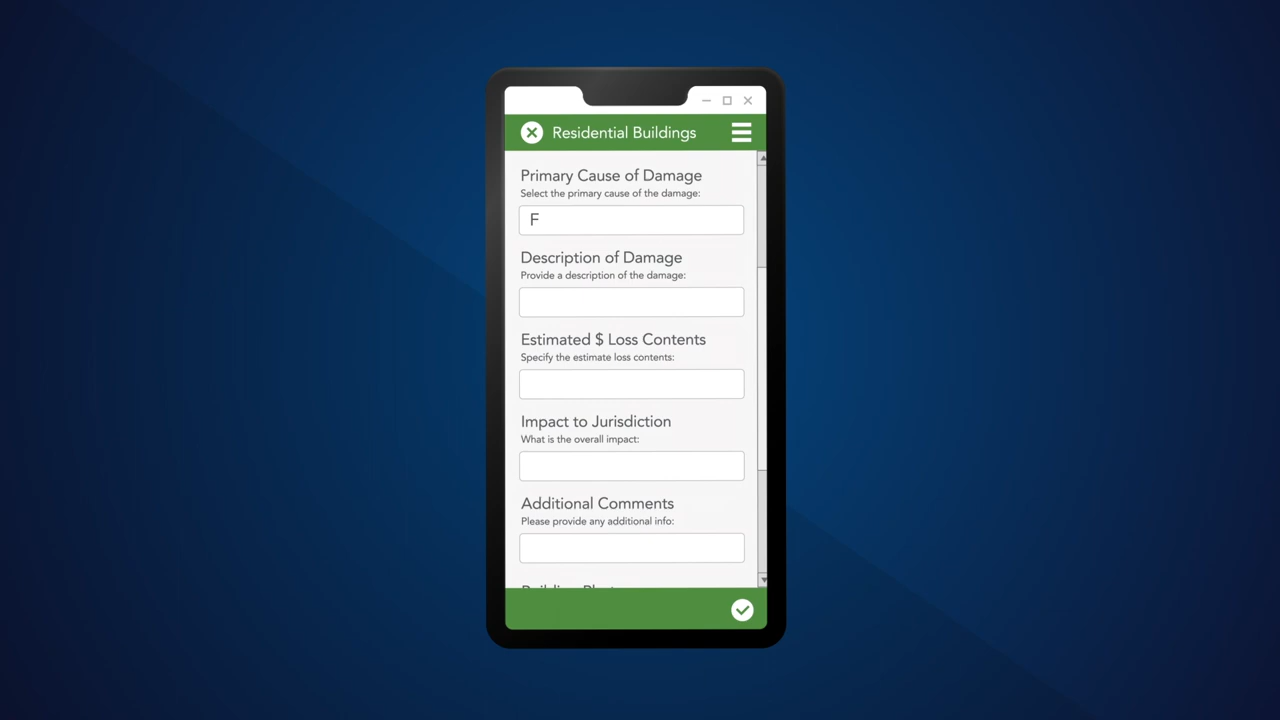 Residential Buildings
Primary Cause of Damage
Select the primary cause of the damage:
F
Description of Damage
Provide a description of the damage:
Estimated $ Loss Contents
Specify the estimate loss contents:
Impact to Jurisdiction
What is the overall impact:
Additional Comments
Please provide any additional info: